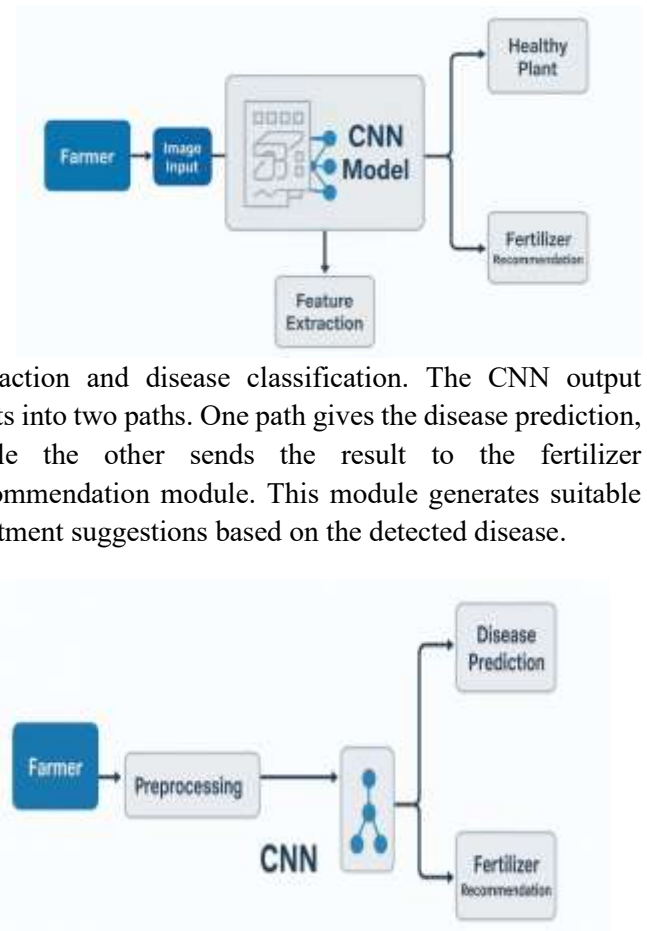 Healthy
Plant
Farmer
Image
Input
CNN
Model
Fertilizer
Recommendation
Feature
Extraction
action and disease classification. The CNN output
ts into two paths. One path gives the disease prediction,
le the other sends the result to the fertilizer
ommendation module. This module generates suitable
tment suggestions based on the detected disease.
Disease
Prediction
Farmer
Preprocessing
CNN
Fertilizer
Recommendation